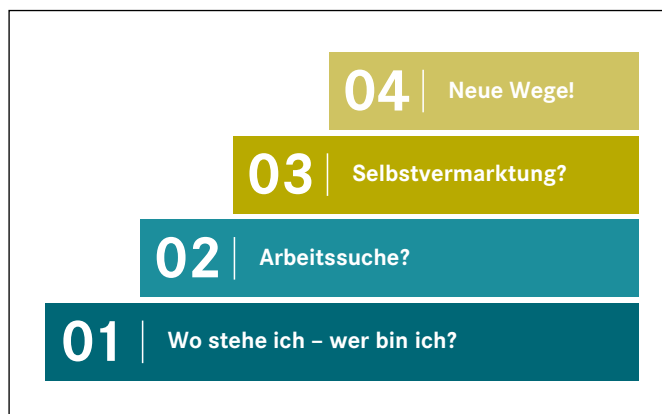 04 Neue Wege!
03 Selbstvermarktung?
02 Arbeitssuche?
01 Wo stehe ich – wer bin ich?